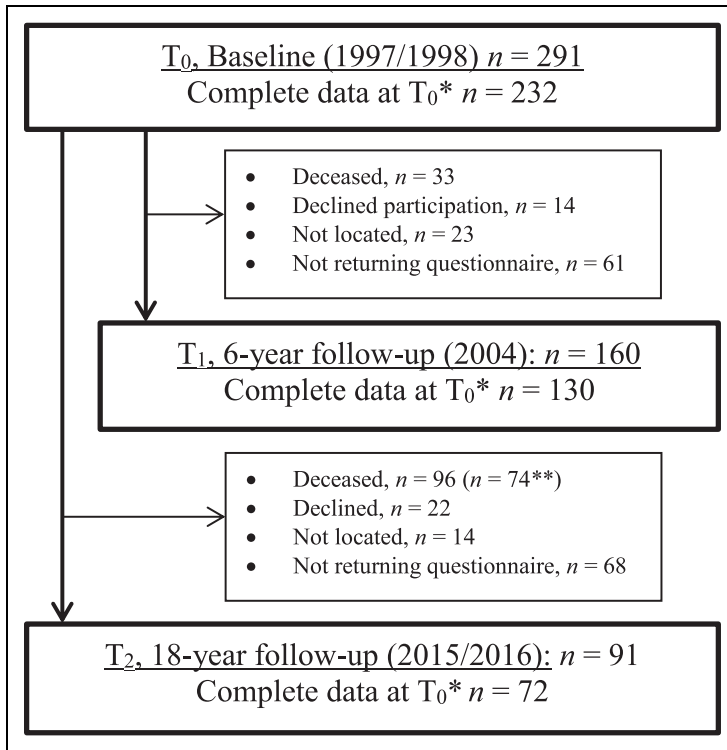 T₀, Baseline (1997/1998) n = 291
Complete data at T₀* n = 232
• Deceased, n = 33
• Declined participation, n = 14
• Not located, n = 23
• Not returning questionnaire, n = 61
T₁, 6-year follow-up (2004): n = 160
Complete data at T₀* n = 130
• Deceased, n = 96 (n = 74**)
• Declined, n = 22
• Not located, n = 14
• Not returning questionnaire, n = 68
T₂, 18-year follow-up (2015/2016): n = 91
Complete data at T₀* n = 72